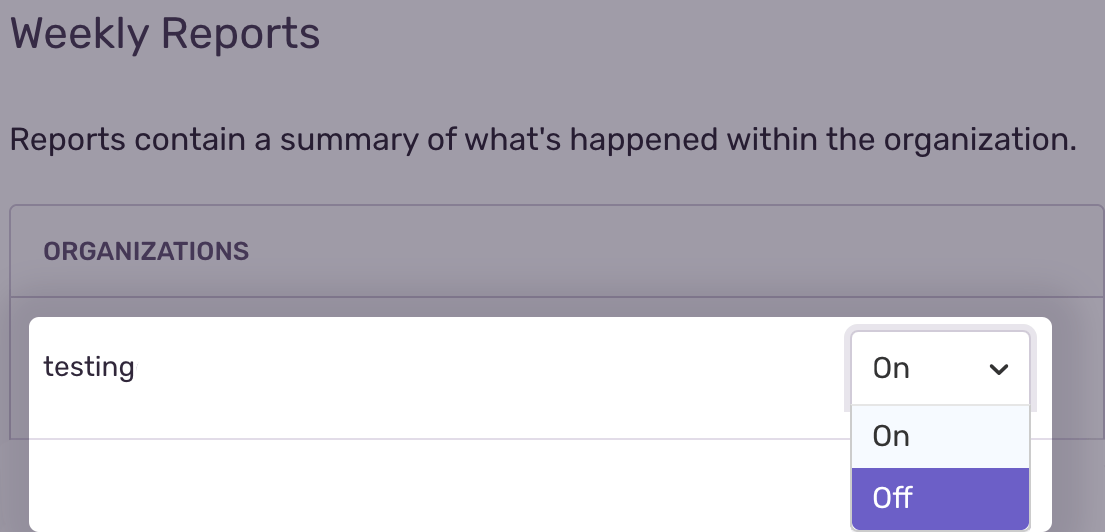 Weekly Reports
Reports contain a summary of what's happened within the organization.
ORGANIZATIONS
testing
On
On
Off